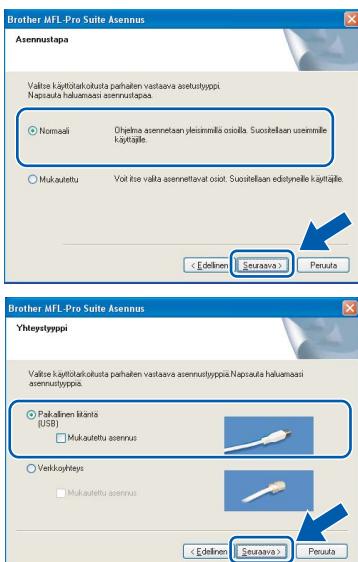 Brother MFL-Pro Suite Asennus
Asennustapa
Valitse käyttötarkoitusta parhaiten vastaava asetustyyppi.
Napsauta haluamaasi asennustapaa.
Normaali
Ohjelma asennetaan yleisimmillä osioilla. Suositellaan useimmille
käyttäjille.
Mukautettu
Voit itse valita asennettavat osiot. Suositellaan edistyneille käyttäjille.
< Edellinen
Seuraava >
Peruuta
Brother MFL-Pro Suite Asennus
Yhteystyyppi
Valitse käyttötarkoitusta parhaiten vastaava asennustyyppiä.Napsauta haluamaasi
asennustyyppiä.
Paikallinen liitäntä
(USB)
Mukautettu asennus
Verkkoyhteys
Mukautettu asennus
< Edellinen
Seuraava >
Peruuta